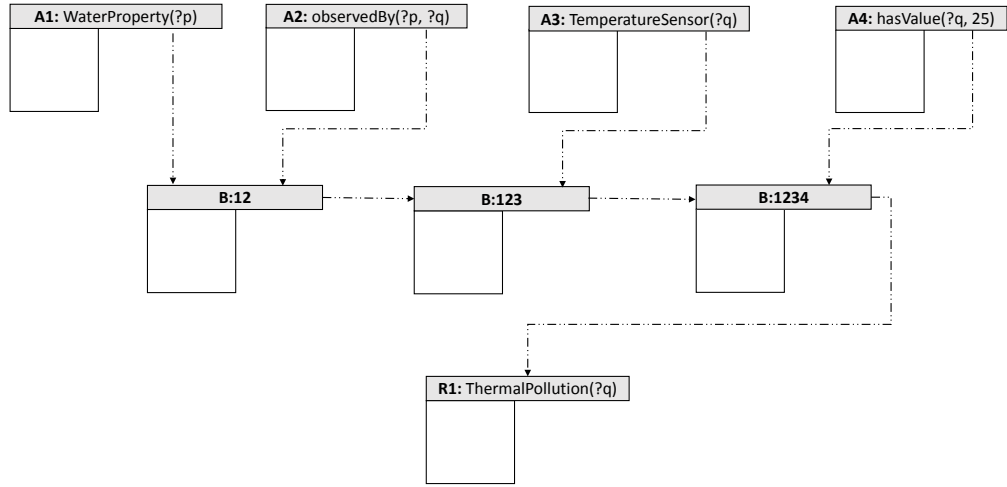 A1: WaterProperty(?p)
A2: observedBy(?p, ?q)
A3: TemperatureSensor(?q)
A4: hasValue(?q, 25)
B:12
B:123
B:1234
R1: ThermalPollution(?q)